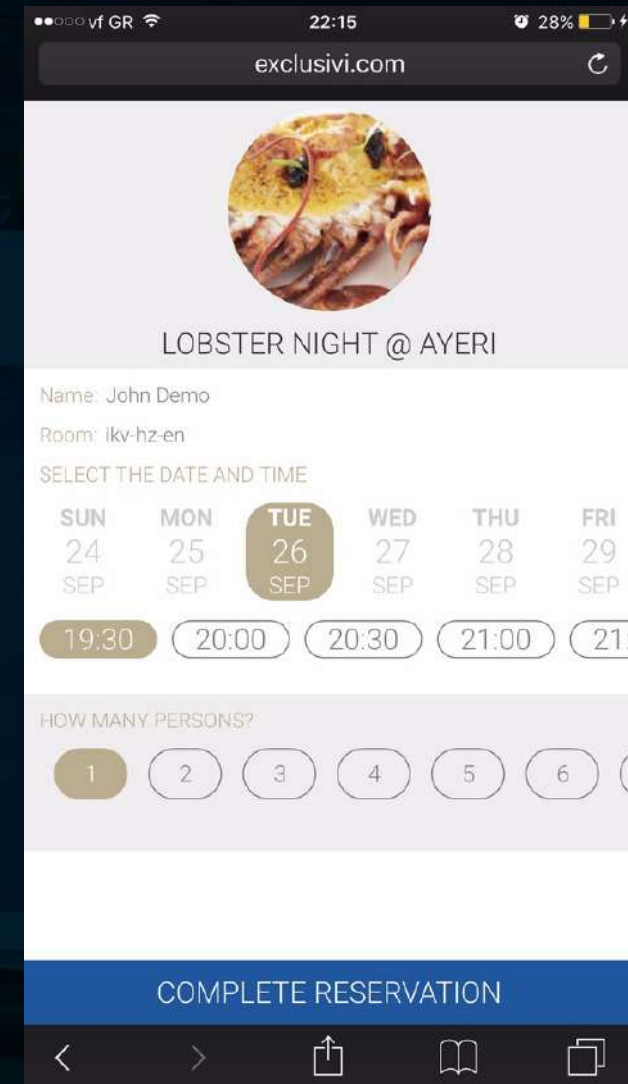 vf GR 22:15 28%
exclusivi.com
LOBSTER NIGHT @ AYERI
Name: John Demo
Room: ikv-hz-en
SELECT THE DATE AND TIME
SUN MON TUE WED THU FRI
24 25 26 27 28 29
SEP SEP SEP SEP SEP SEP
19:30 20:00 20:30 21:00
HOW MANY PERSONS?
1 2 3 4 5 6
COMPLETE RESERVATION